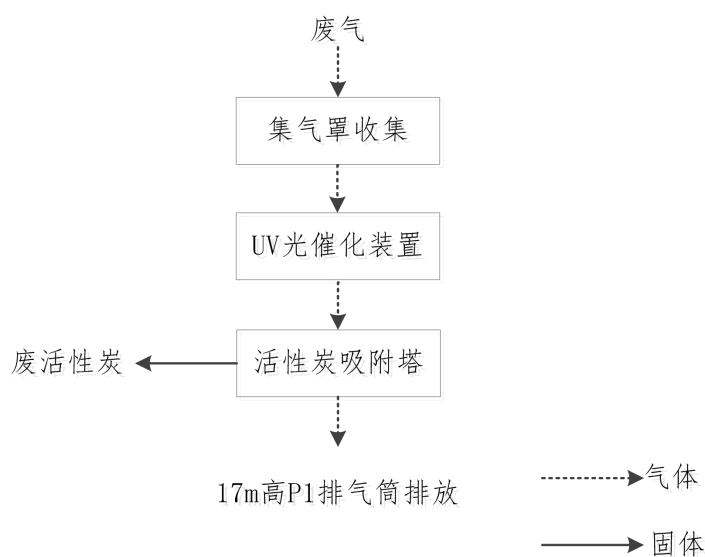 废气
集气罩收集
UV光催化装置
废活性炭
活性炭吸附塔
17m高P1排气筒排放
气体
固体